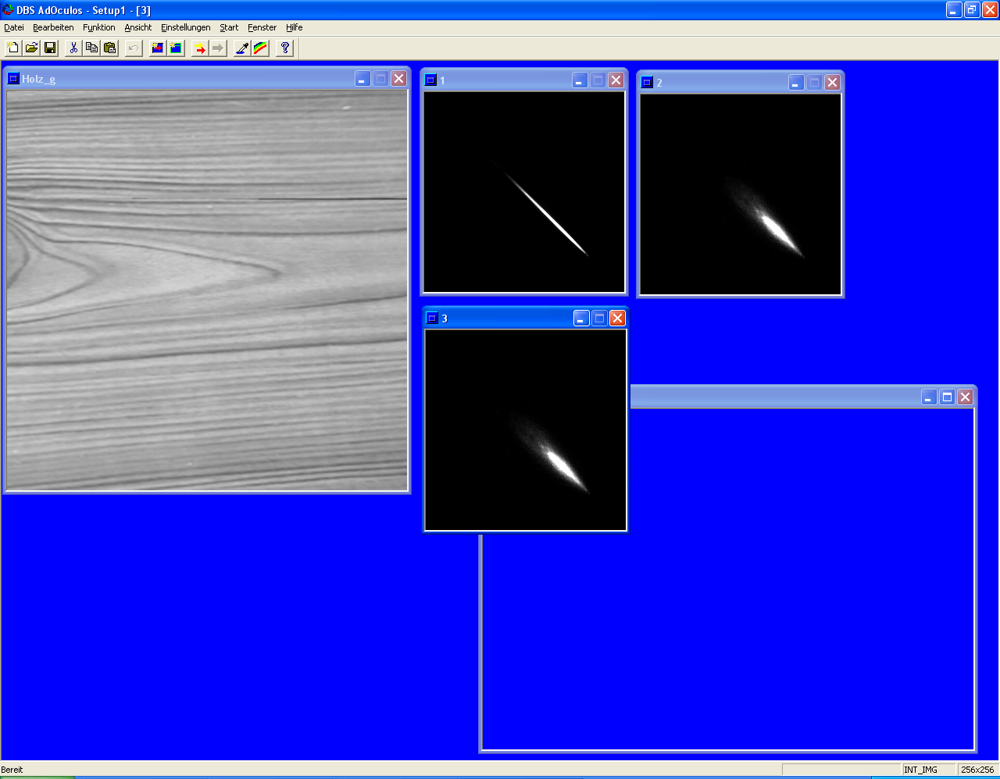 DBS AdOculos - Setup1 - [3]
Datei Bearbeiten Funktion Ansicht Einstellungen Start Fenster Hilfe
Holz_g
1
2
3
Bereit
INT_IMG 256x256